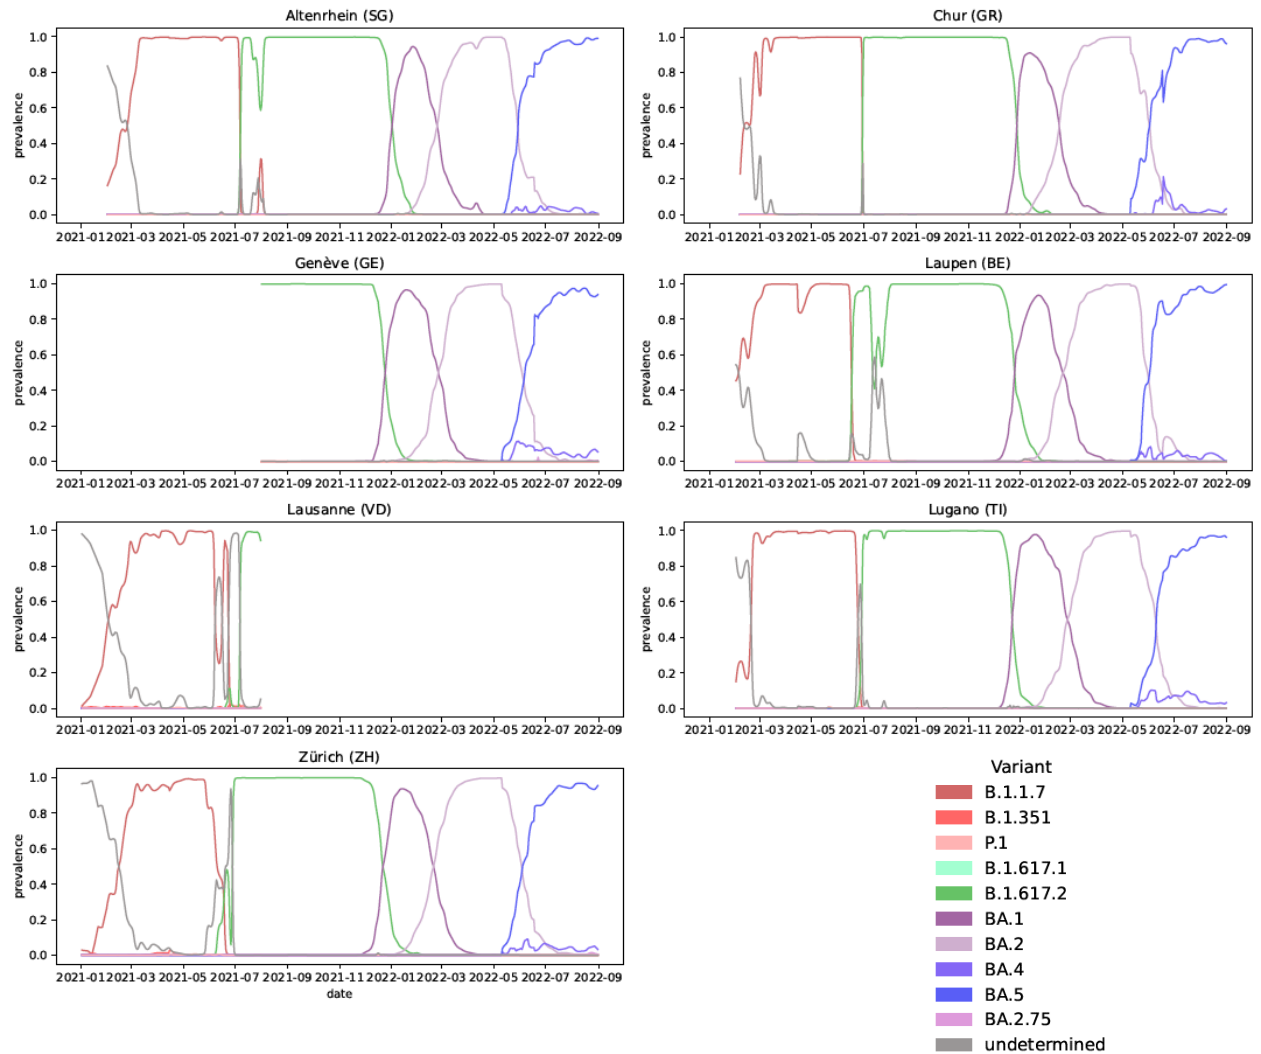 Altenrhein (SG)
prevalence
1.0
0.8
0.6
0.4
0.2
0.0
2021-01 2021-03 2021-05 2021-07 2021-09 2021-11 2022-01 2022-03 2022-05 2022-07 2022-09
Chur (GR)
prevalence
1.0
0.8
0.6
0.4
0.2
0.0
2021-01 2021-03 2021-05 2021-07 2021-09 2021-11 2022-01 2022-03 2022-05 2022-07 2022-09
Genève (GE)
prevalence
1.0
0.8
0.6
0.4
0.2
0.0
2021-01 2021-03 2021-05 2021-07 2021-09 2021-11 2022-01 2022-03 2022-05 2022-07 2022-09
Laupen (BE)
prevalence
1.0
0.8
0.6
0.4
0.2
0.0
2021-01 2021-03 2021-05 2021-07 2021-09 2021-11 2022-01 2022-03 2022-05 2022-07 2022-09
Lausanne (VD)
prevalence
1.0
0.8
0.6
0.4
0.2
0.0
2021-01 2021-03 2021-05 2021-07 2021-09 2021-11 2022-01 2022-03 2022-05 2022-07 2022-09
Lugano (TI)
prevalence
1.0
0.8
0.6
0.4
0.2
0.0
2021-01 2021-03 2021-05 2021-07 2021-09 2021-11 2022-01 2022-03 2022-05 2022-07 2022-09
Zürich (ZH)
prevalence
1.0
0.8
0.6
0.4
0.2
0.0
2021-01 2021-03 2021-05 2021-07 2021-09 2021-11 2022-01 2022-03 2022-05 2022-07 2022-09
date
Variant
B.1.1.7
B.1.351
P.1
B.1.617.1
B.1.617.2
BA.1
BA.2
BA.4
BA.5
BA.2.75
undetermined